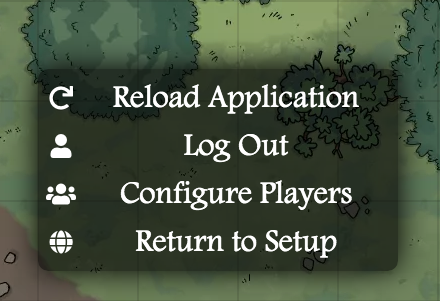 Reload Application
Log Out
Configure Players
Return to Setup